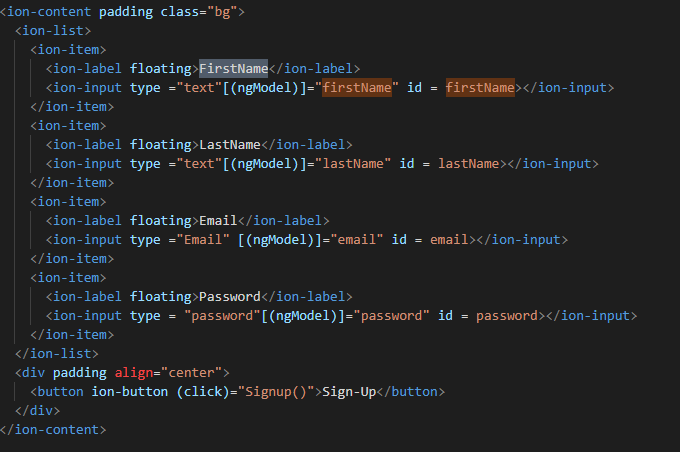 <ion-content padding class="bg">
<ion-list>
<ion-item>
<ion-label floating>FirstName</ion-label>
<ion-input type ="text"[(ngModel)]="firstName" id = firstName></ion-input>
</ion-item>
<ion-item>
<ion-label floating>LastName</ion-label>
<ion-input type ="text"[(ngModel)]="lastName" id = lastName></ion-input>
</ion-item>
<ion-item>
<ion-label floating>Email</ion-label>
<ion-input type ="Email" [(ngModel)]="email" id = email></ion-input>
</ion-item>
<ion-item>
<ion-label floating>Password</ion-label>
<ion-input type = "password"[(ngModel)]="password" id = password></ion-input>
</ion-item>
</ion-list>
<div padding align="center">
<button ion-button (click)="Signup()">Sign-Up</button>
</div>
</ion-content>